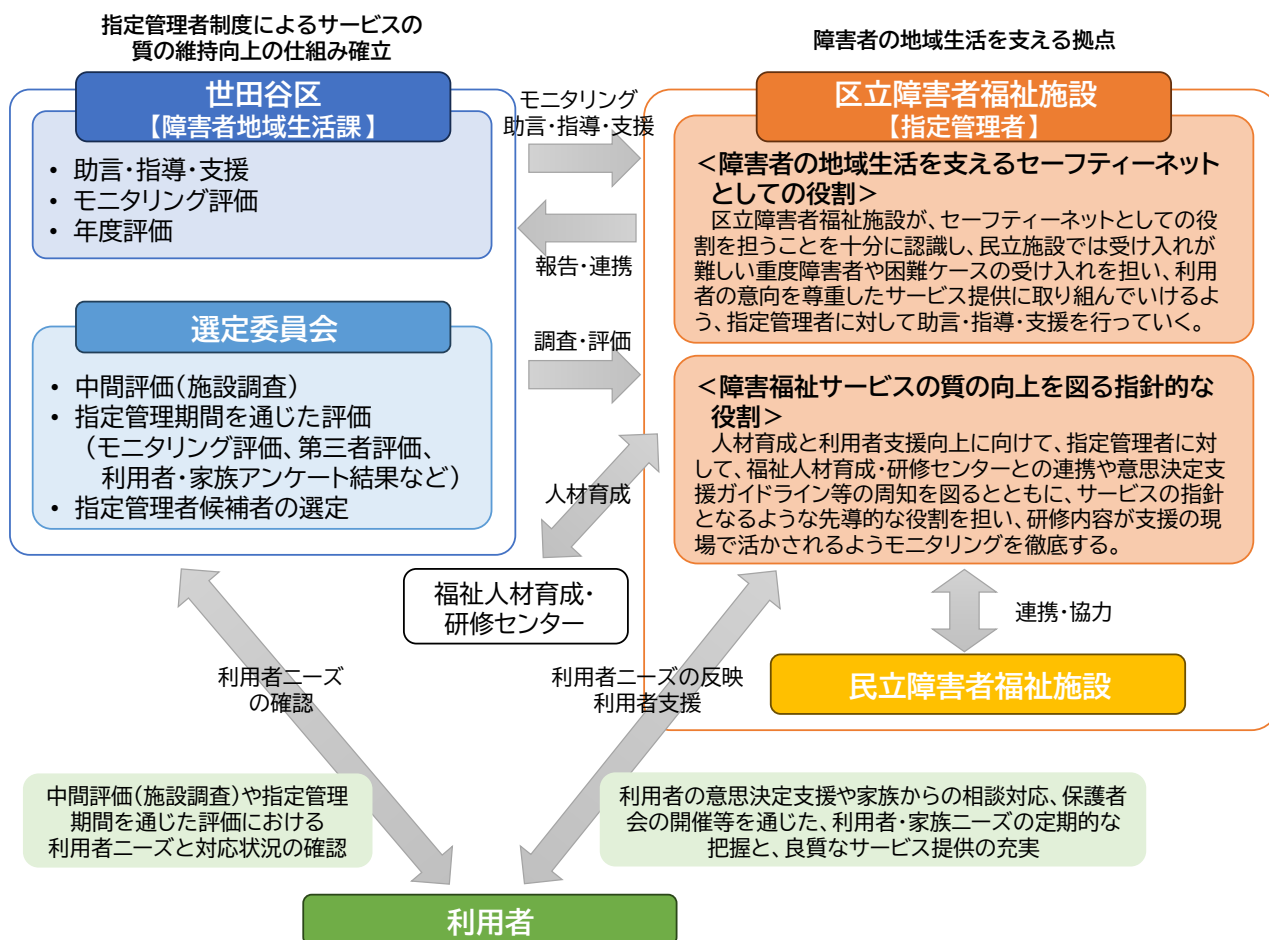 指定管理者制度によるサービスの
質の維持向上の仕組み確立
障害者の地域生活を支える拠点
世田谷区
【障害者地域生活課】
• 助言・指導・支援
• モニタリング評価
• 年度評価
選定委員会
• 中間評価(施設調査)
• 指定管理期間を通じた評価
(モニタリング評価、第三者評価、
利用者・家族アンケート結果など)
• 指定管理者候補者の選定
モニタリング
助言・指導・支援
報告・連携
調査・評価
人材育成
区立障害者福祉施設
【指定管理者】
<障害者の地域生活を支えるセーフティーネット
としての役割>
区立障害者福祉施設が、セーフティーネットとしての役
割を担うことを十分に認識し、民立施設では受け入れが
難しい重度障害者や困難ケースの受け入れを担い、利用
者の意向を尊重したサービス提供に取り組んでいけるよ
う、指定管理者に対して助言・指導・支援を行っていく。
<障害福祉サービスの質の向上を図る指針的な
役割>
人材育成と利用者支援向上に向けて、指定管理者に対
して、福祉人材育成・研修センターとの連携や意思決定支
援ガイドライン等の周知を図るとともに、サービスの指針
となるような先導的な役割を担い、研修内容が支援の現
場で活かされるようモニタリングを徹底する。
福祉人材育成・
研修センター
連携・協力
民立障害者福祉施設
利用者ニーズ
の確認
利用者ニーズの反映
利用者支援
中間評価(施設調査)や指定管理
期間を通じた評価における
利用者ニーズと対応状況の確認
利用者の意思決定支援や家族からの相談対応、保護者
会の開催等を通じた、利用者・家族ニーズの定期的な
把握と、良質なサービス提供の充実
利用者